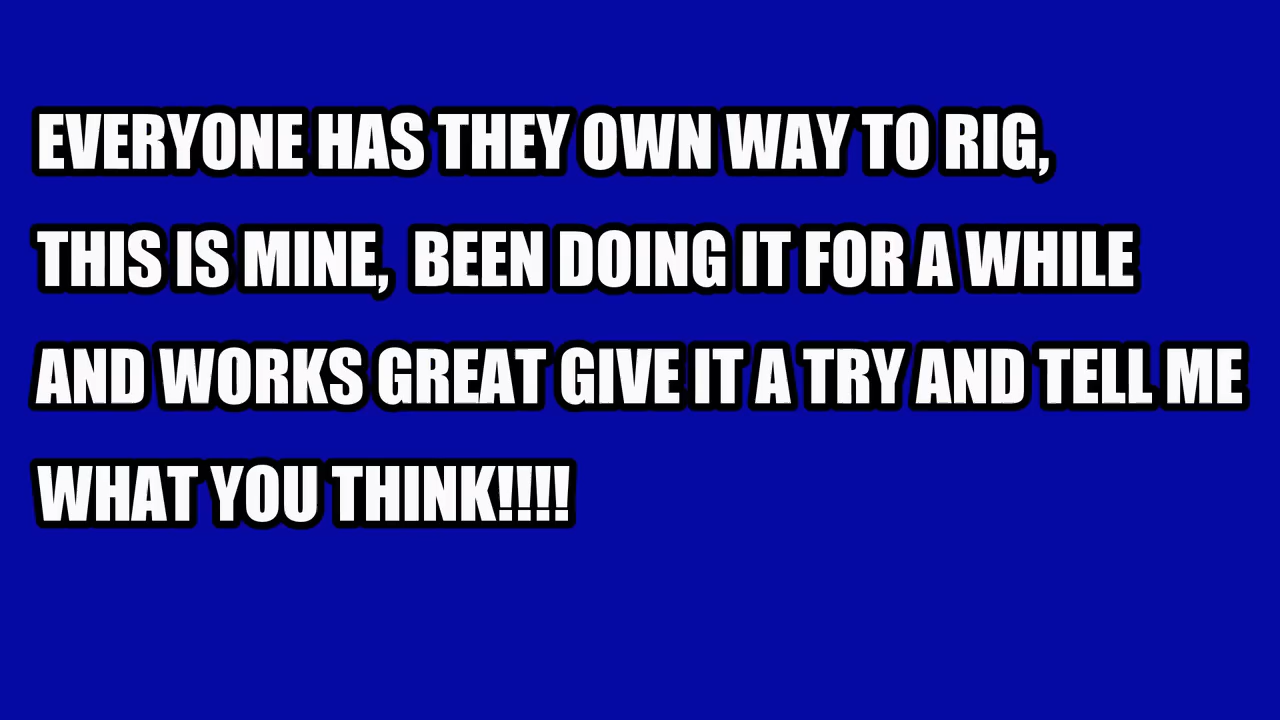 EVERYONE HAS THEY OWN WAY TO RIG,
THIS IS MINE,  BEEN DOING IT FOR A WHILE
AND WORKS GREAT GIVE IT A TRY AND TELL ME
WHAT YOU THINK!!!!